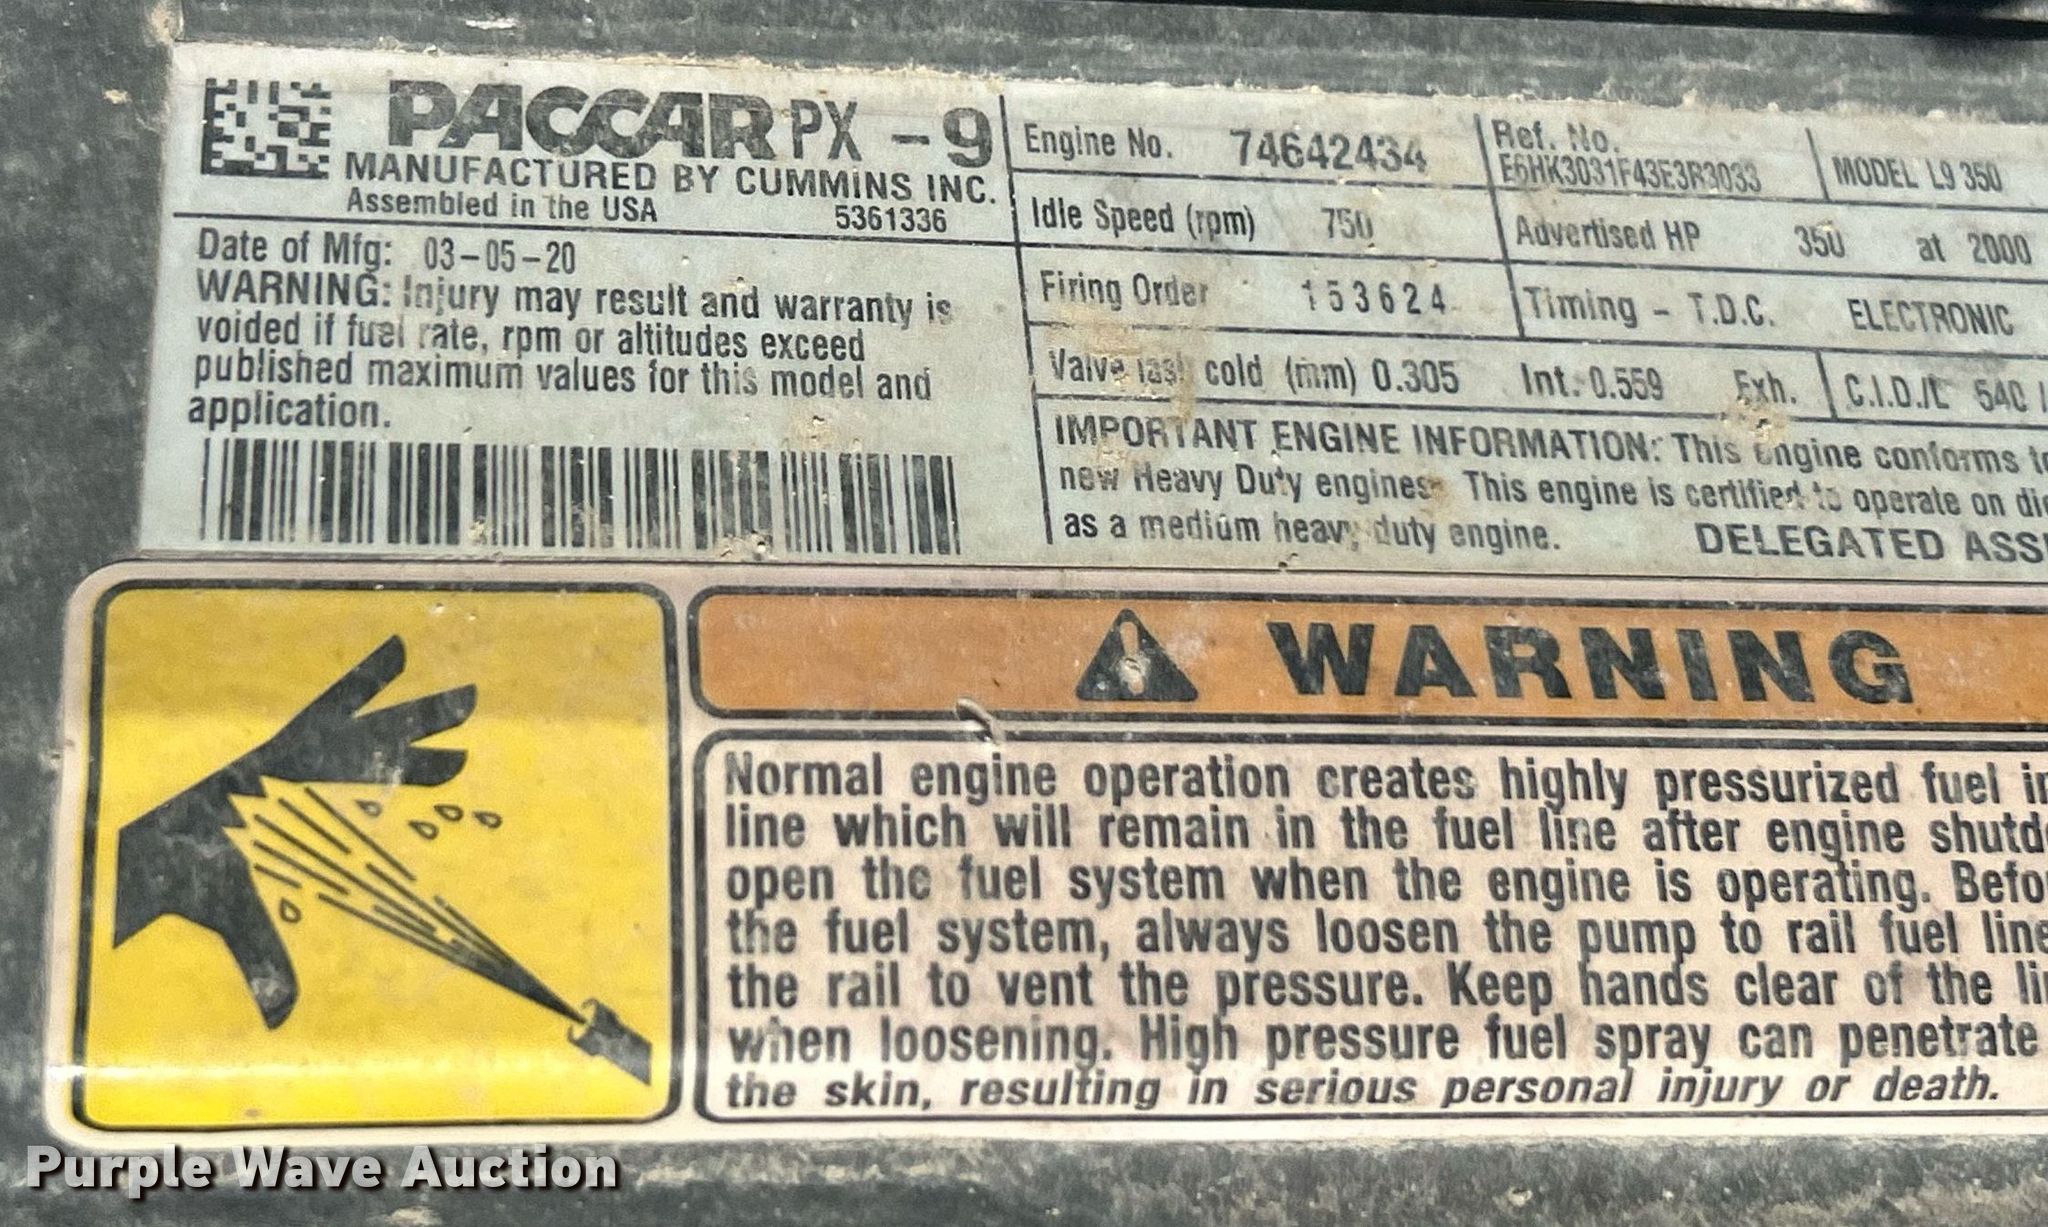 PACCAR PX - 9
MANUFACTURED BY CUMMINS INC.
Assembled in the USA 5361336
Date of Mfg: 03-05-20
WARNING: Injury may result and warranty is
voided if fuel rate, rpm or altitudes exceed
published maximum values for this model and
application.
Engine No. 74642434 Ref. No. E6HK3031F43E3R3033 MODEL L9 350
Idle Speed (rpm) 750 Advertised HP 350 at 2000
Firing Order 1 5 3 6 2 4 Timing - T.D.C. ELECTRONIC
Valve lash cold (mm) 0.305 Int. 0.559 Exh. C.I.D./L 540
IMPORTANT ENGINE INFORMATION: This engine conforms
new Heavy Duty engines. This engine is certified to operate on
as a medium heavy duty engine. DELEGATED
WARNING
Normal engine operation creates highly pressurized fuel
line which will remain in the fuel line after engine
open the fuel system when the engine is operating.
the fuel system, always loosen the pump to rail fuel
the rail to vent the pressure. Keep hands clear of the
when loosening. High pressure fuel spray can penetrate
the skin, resulting in serious personal injury or death.
Purple Wave Auction